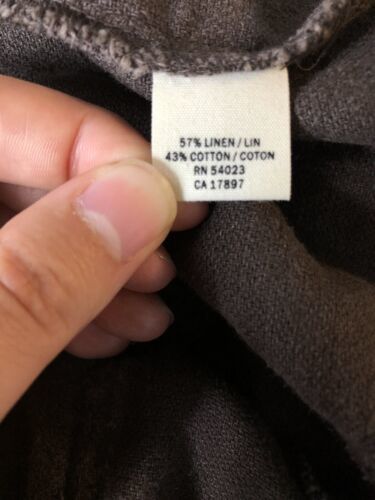 57% LINEN / LIN
43% COTTON / COTON
RN 54023
CA 17897